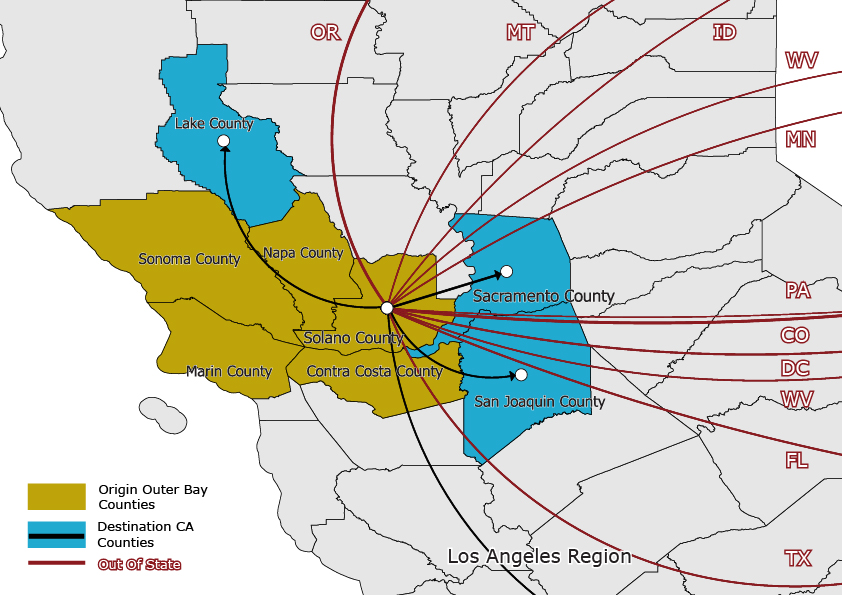 OR
MT
ID
WV
Lake County
MN
Napa County
Sonoma County
PA
Sacramento County
CO
Solano County
DC
Marin County
Contra Costa County
WV
San Joaquin County
FL
Origin Outer Bay
Counties
Destination CA
Counties
Out Of State
Los Angeles Region
TX